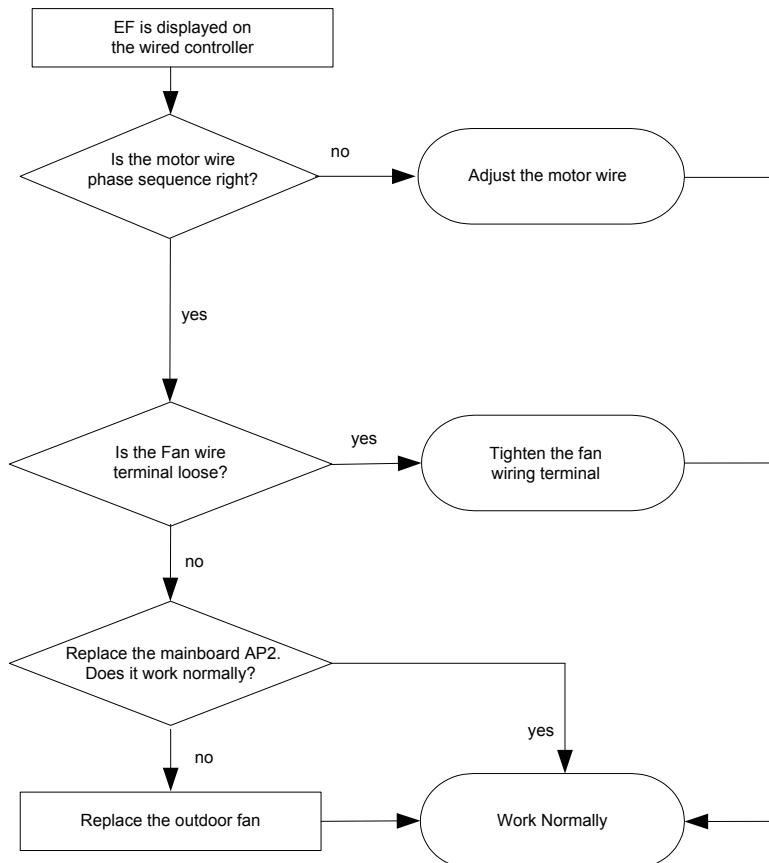 EF is displayed on
the wired controller
Is the motor wire
phase sequence right?
no
Adjust the motor wire
yes
Is the Fan wire
terminal loose?
yes
Tighten the fan
wiring terminal
no
Replace the mainboard AP2.
Does it work normally?
yes
no
Replace the outdoor fan
Work Normally